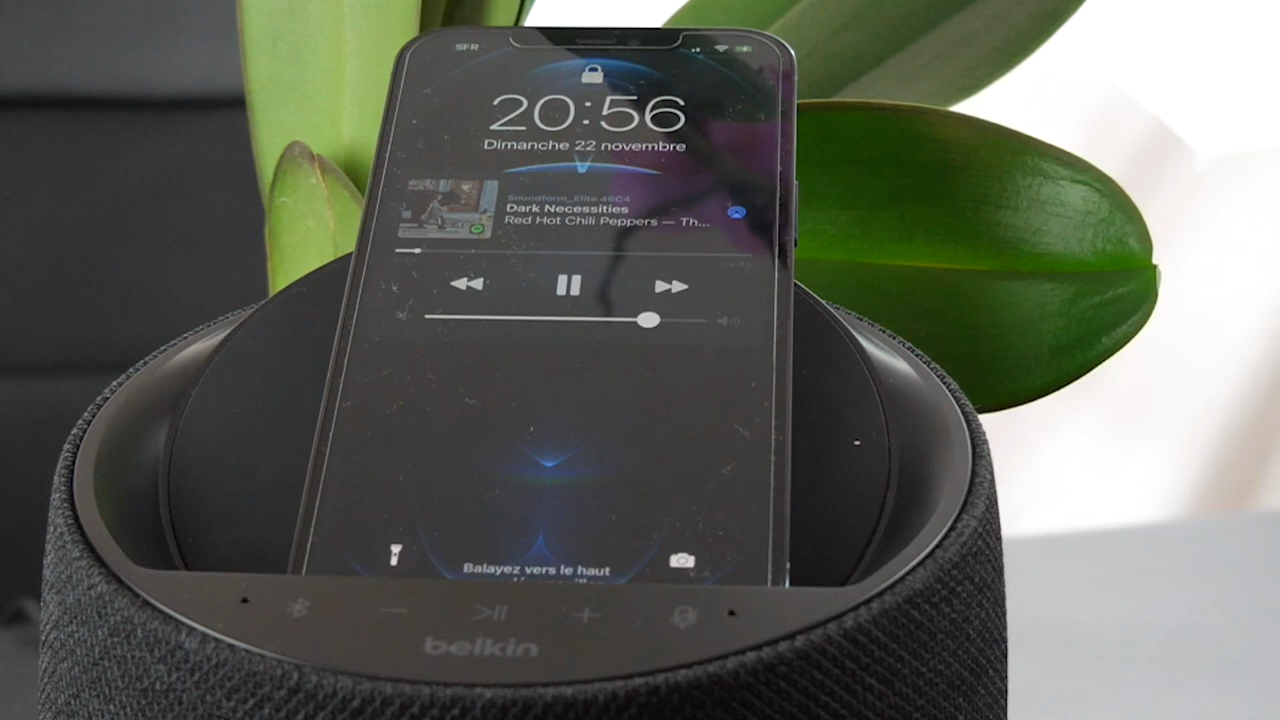 SFR
20:56
Dimanche 22 novembre
Soundform_Elite 46C4
Dark Necessities
Red Hot Chili Peppers — Th...
Balayez vers le haut
belkin